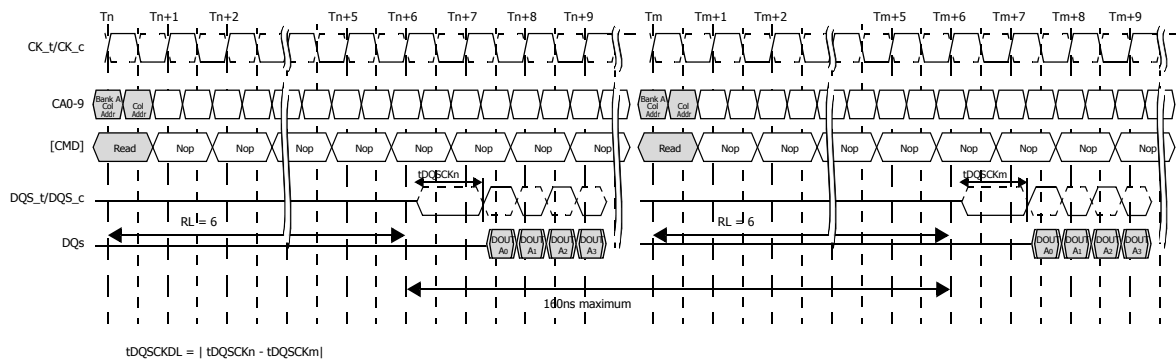 Tn Tn+1 Tn+2 Tn+5 Tn+6 Tn+7 Tn+8 Tn+9 Tm Tm+1 Tm+2 Tm+5 Tm+6 Tm+7 Tm+8 Tm+9
CK_t/CK_c
CA0-9 Bank A Col Addr Col Addr Bank A Col Addr Col Addr
[CMD] Read Nop Nop Nop Nop Nop Nop Nop Read Nop Nop Nop Nop Nop Nop Nop
tDQSCKn tDQSCKm
DQS_t/DQS_c
RL = 6 RL = 6
DQs DOUT A0 DOUT A1 DOUT A2 DOUT A3 DOUT A0 DOUT A1 DOUT A2 DOUT A3
160ns maximum
tDQSCKDL = | tDQSCKn - tDQSCKm|